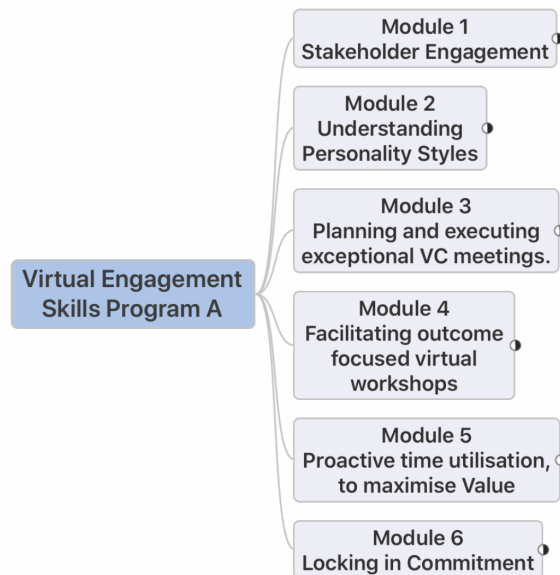 Virtual Engagement
Skills Program A
Module 1
Stakeholder Engagement
Module 2
Understanding
Personality Styles
Module 3
Planning and executing
exceptional VC meetings.
Module 4
Facilitating outcome
focused virtual
workshops
Module 5
Proactive time utilisation,
to maximise Value
Module 6
Locking in Commitment